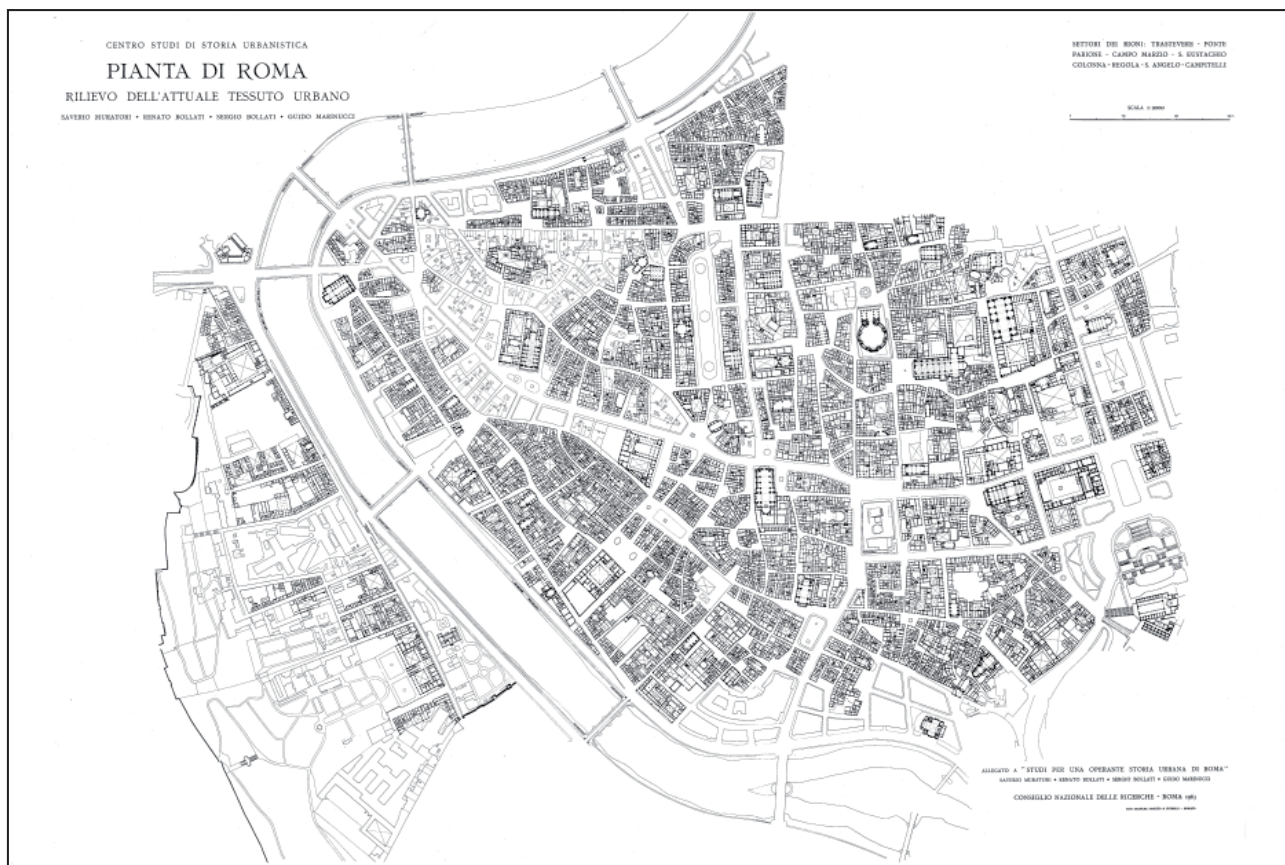 CENTRO STUDI DI STORIA URBANISTICA
PIANTA DI ROMA
RILIEVO DELL'ATTUALE TESSUTO URBANO
SAVERIO MURATORI • RENATO BOLLATI • SERGIO BOLLATI • GUIDO MARINUCCI
SETTORI DEI RIONI: TRASTEVERE - PONTE
PARIONE - CAMPO MARZIO - S. EUSTACHIO
COLONNA - REGOLA - S. ANGELO - CAMPITELLI
SCALA
ALLEGATO A "STUDI PER UNA OPERANTE STORIA URBANA DI ROMA"
SAVERIO MURATORI • RENATO BOLLATI • SERGIO BOLLATI • GUIDO MARINUCCI
CONSIGLIO NAZIONALE DELLE RICERCHE - ROMA 1963